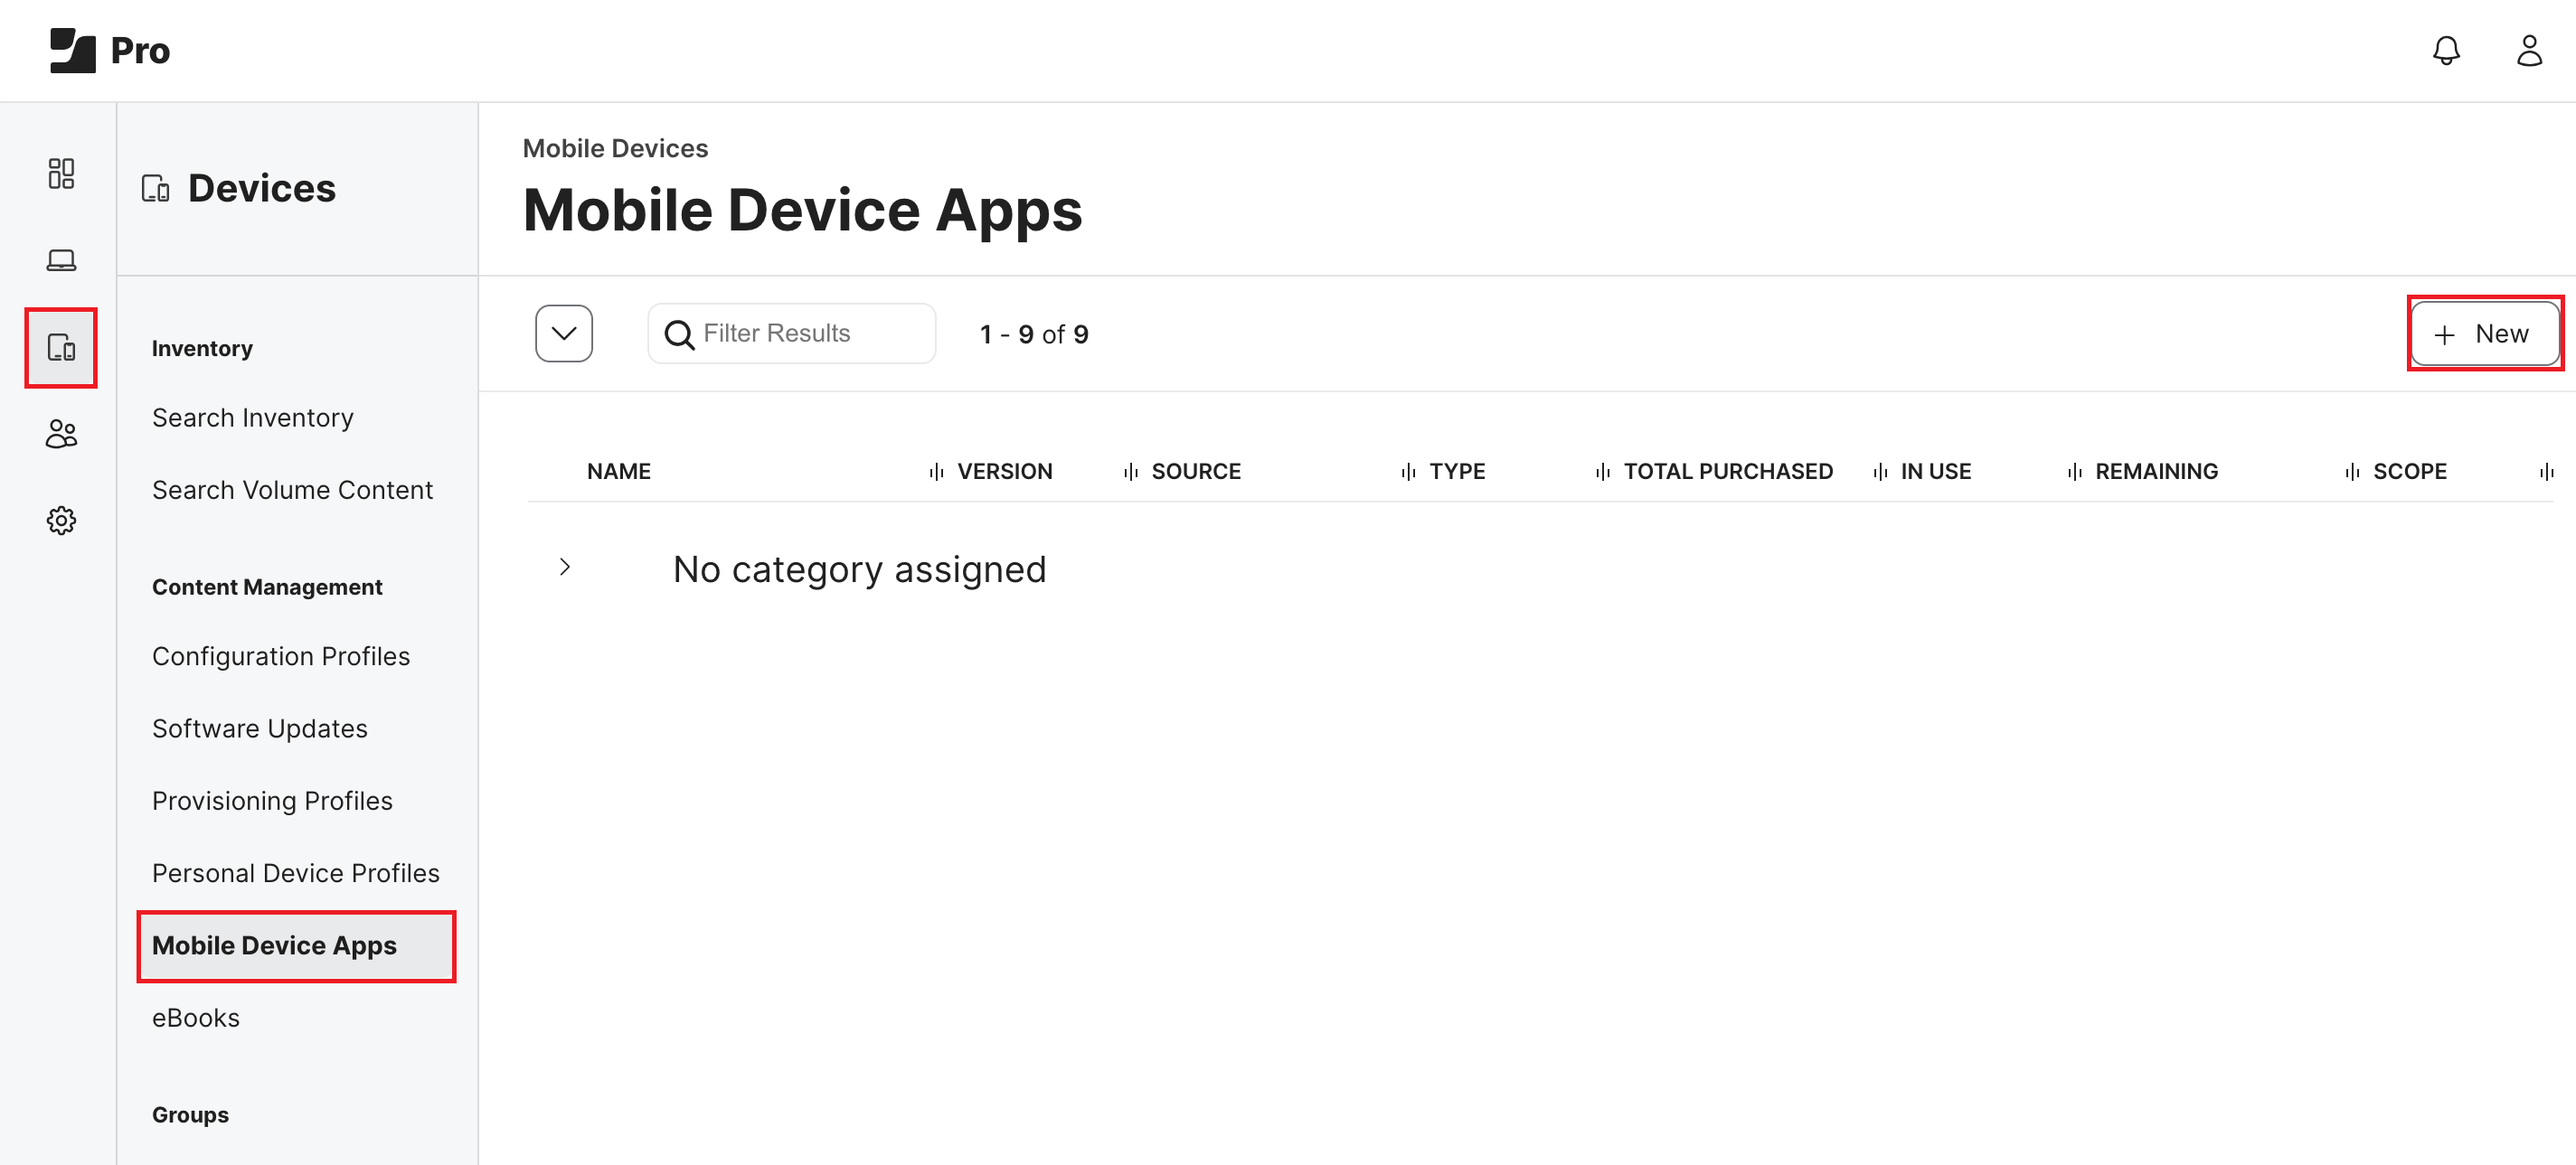 Pro
Devices
Inventory
Search Inventory
Search Volume Content
Content Management
Configuration Profiles
Software Updates
Provisioning Profiles
Personal Device Profiles
Mobile Device Apps
eBooks
Groups
Mobile Devices
Mobile Device Apps
Filter Results
1 - 9 of 9
+ New
NAME VERSION SOURCE TYPE TOTAL PURCHASED IN USE REMAINING SCOPE
No category assigned